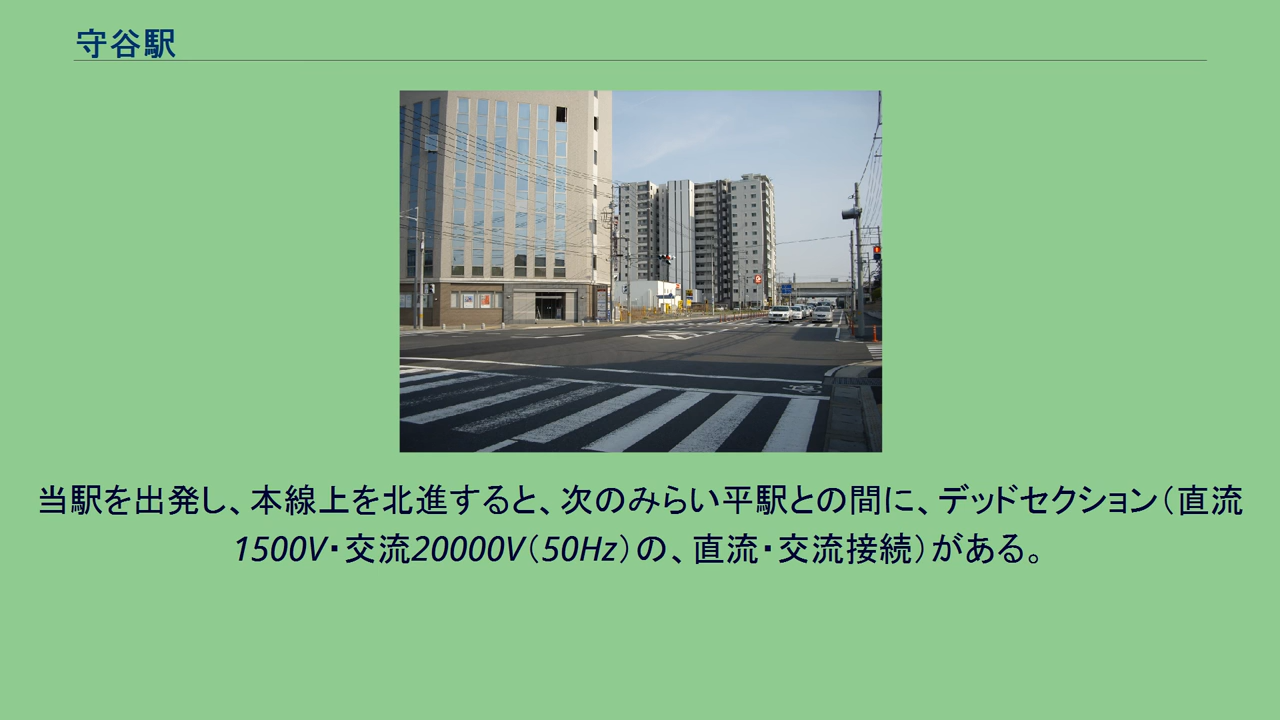 守谷駅
当駅を出発し、本線上を北進すると、次のみらい平駅との間に、デッドセクション（直流
1500V・交流20000V（50Hz）の、直流・交流接続）がある。